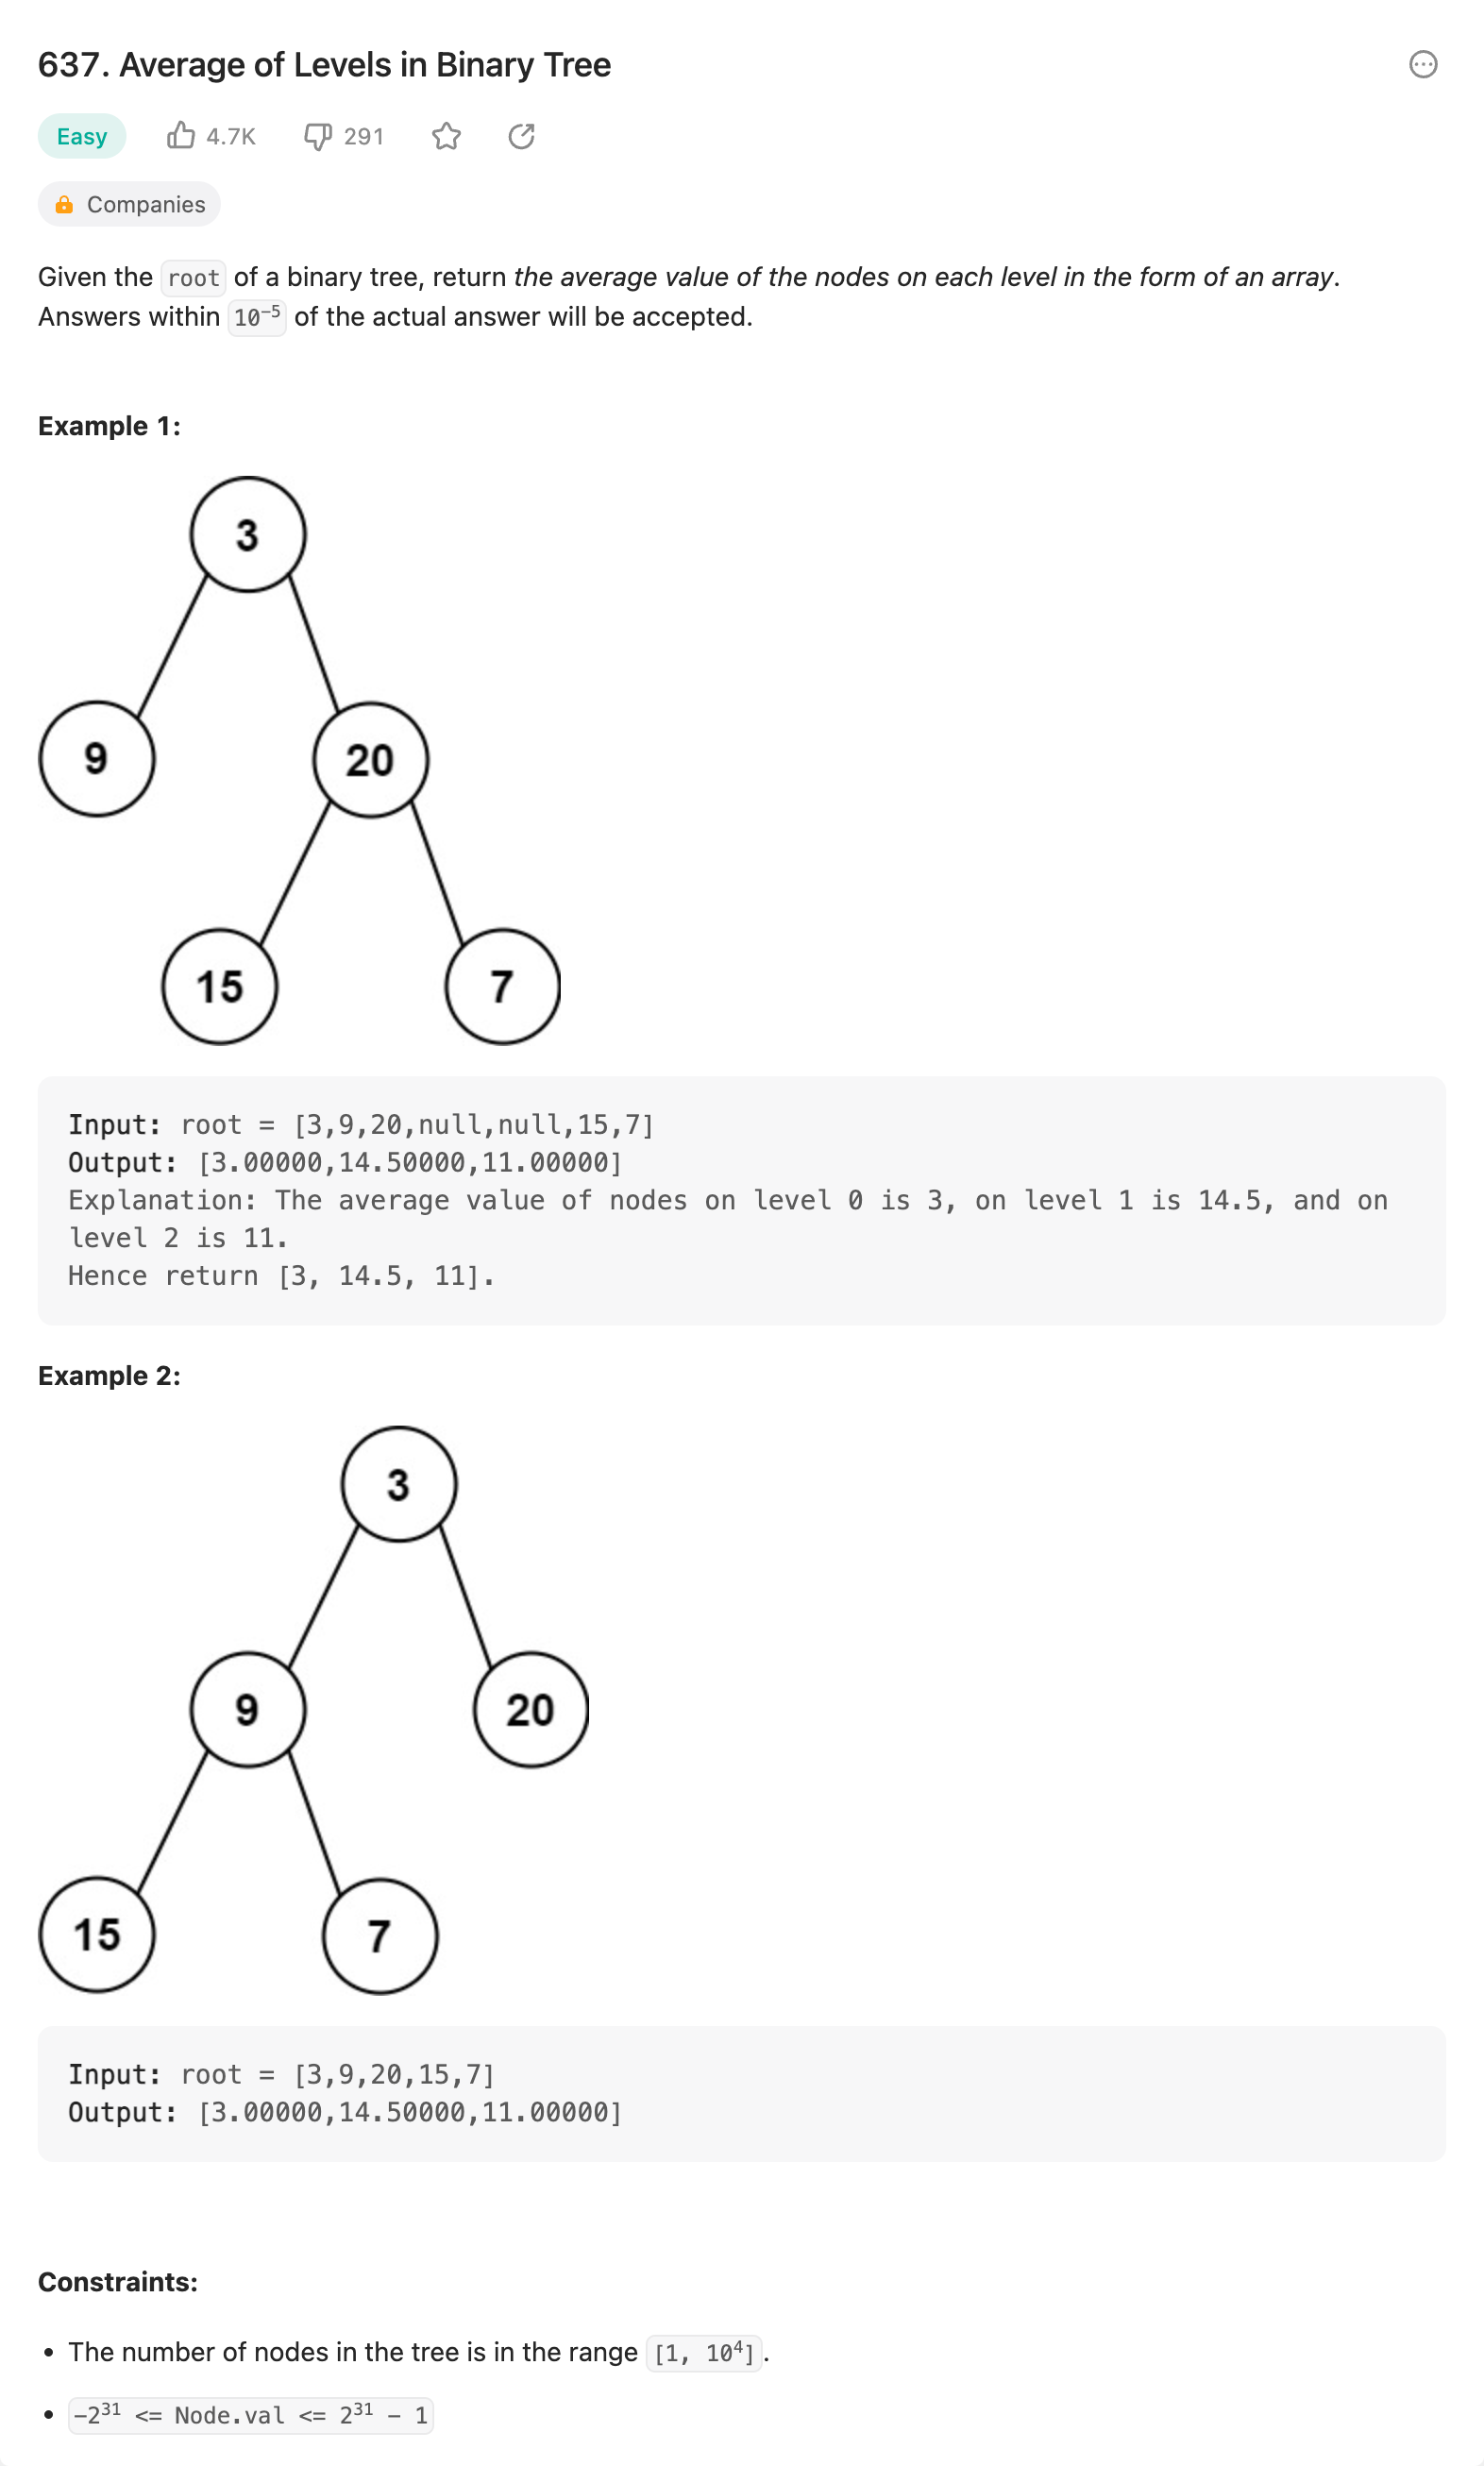 637. Average of Levels in Binary Tree
Easy 4.7K 291
Companies
Given the root of a binary tree, return the average value of the nodes on each level in the form of an array.
Answers within 10⁻⁵ of the actual answer will be accepted.
Example 1:
3
9 20
15 7
Input: root = [3,9,20,null,null,15,7]
Output: [3.00000,14.50000,11.00000]
Explanation: The average value of nodes on level 0 is 3, on level 1 is 14.5, and on
level 2 is 11.
Hence return [3, 14.5, 11].
Example 2:
3
9 20
15 7
Input: root = [3,9,20,15,7]
Output: [3.00000,14.50000,11.00000]
Constraints:
• The number of nodes in the tree is in the range [1, 10⁴].
• -2³¹ <= Node.val <= 2³¹ - 1